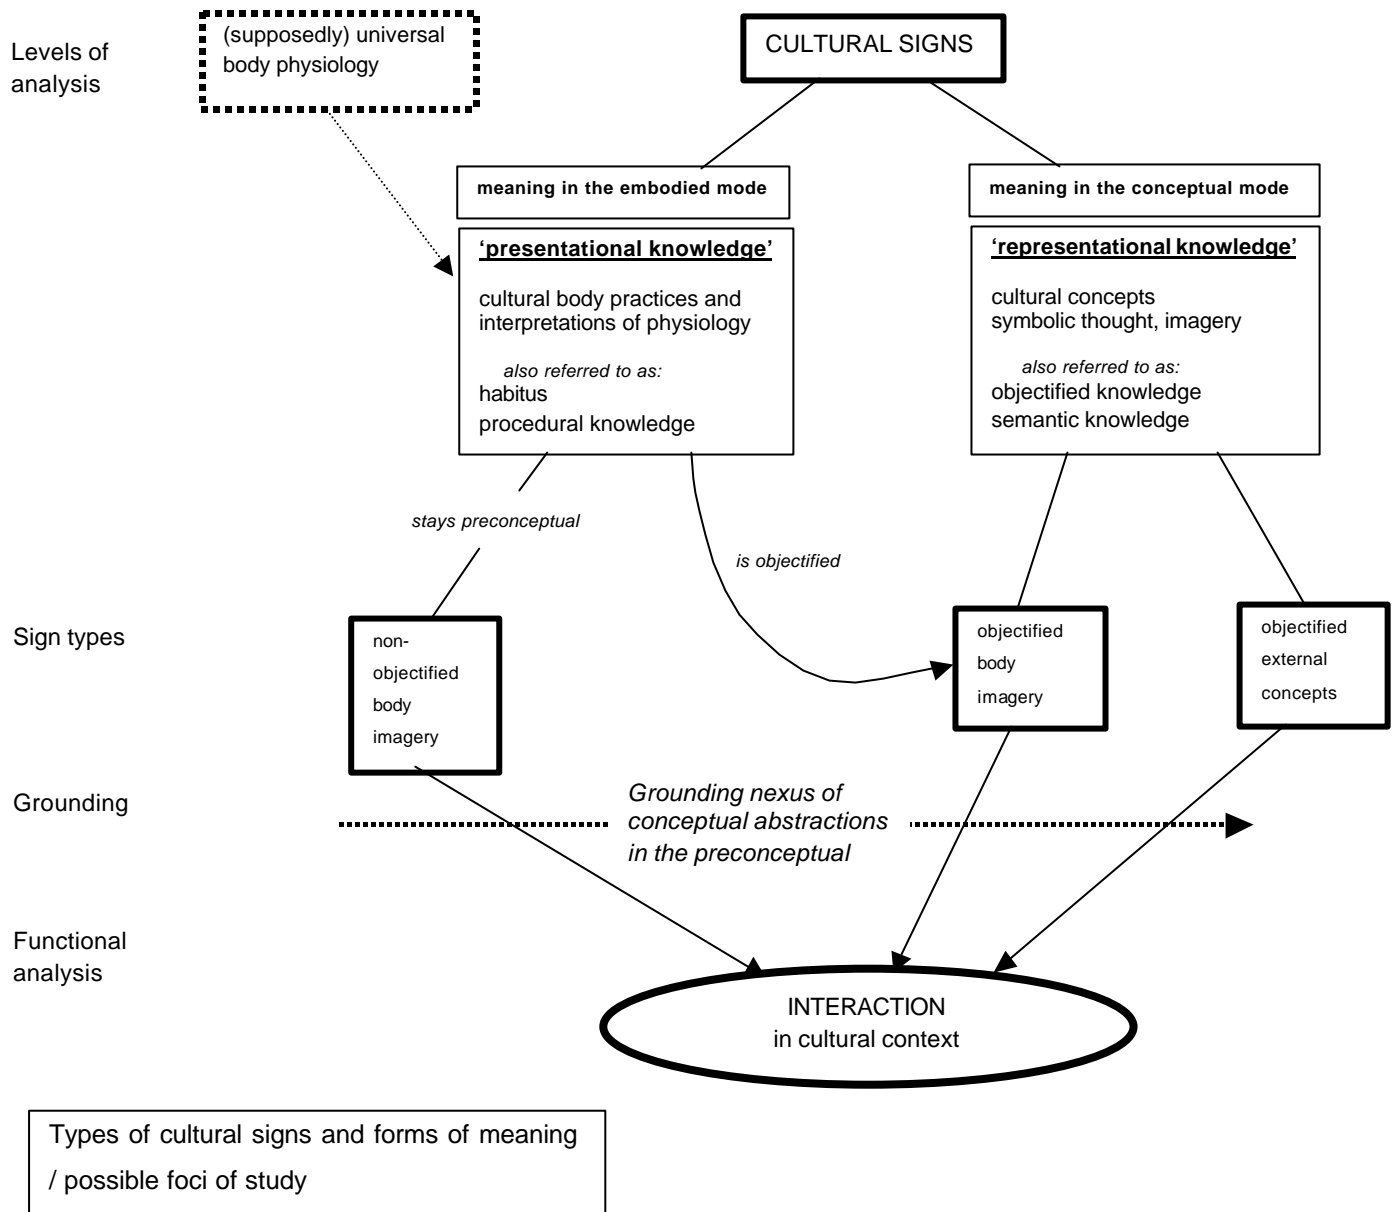 Levels of
analysis
(supposedly) universal
body physiology
CULTURAL SIGNS
meaning in the embodied mode
meaning in the conceptual mode
‘presentational knowledge’
cultural body practices and
interpretations of physiology
also referred to as:
habitus
procedural knowledge
‘representational knowledge’
cultural concepts
symbolic thought, imagery
also referred to as:
objectified knowledge
semantic knowledge
stays preconceptual
is objectified
Sign types
non-
objectified
body
imagery
objectified
body
imagery
objectified
external
concepts
Grounding
Grounding nexus of
conceptual abstractions
in the preconceptual
Functional
analysis
INTERACTION
in cultural context
Types of cultural signs and forms of meaning
/ possible foci of study